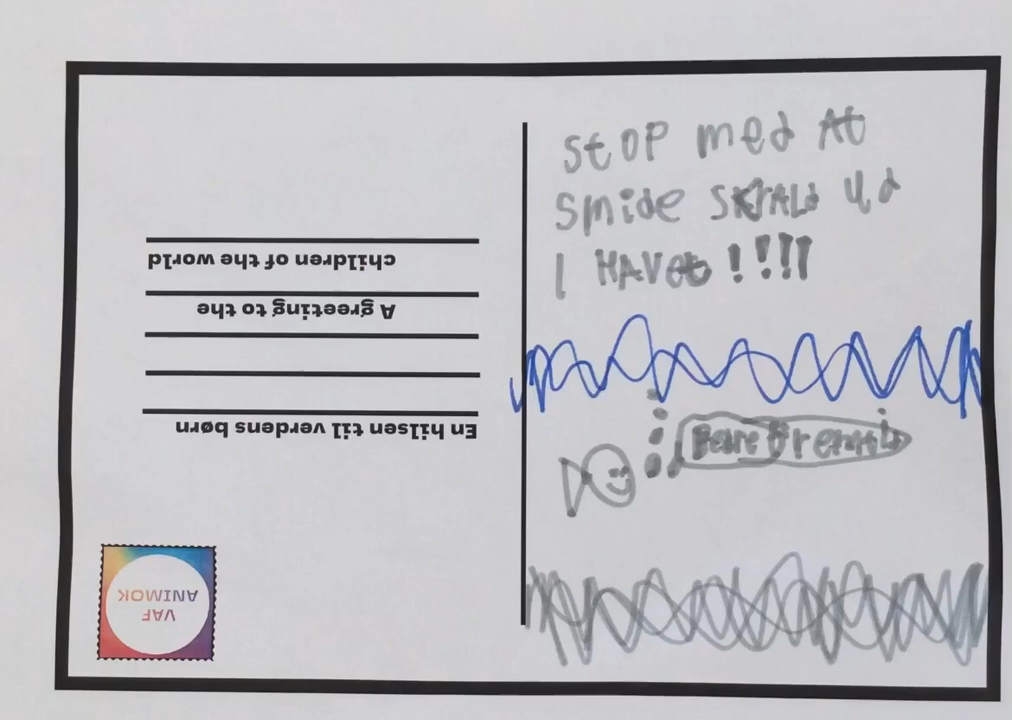 StOP med At
Smide SKRALd Ud
I HAVet !!!!
En hilsen til verdens børn
A greeting to the
children of the world
VAF
ANIMOK